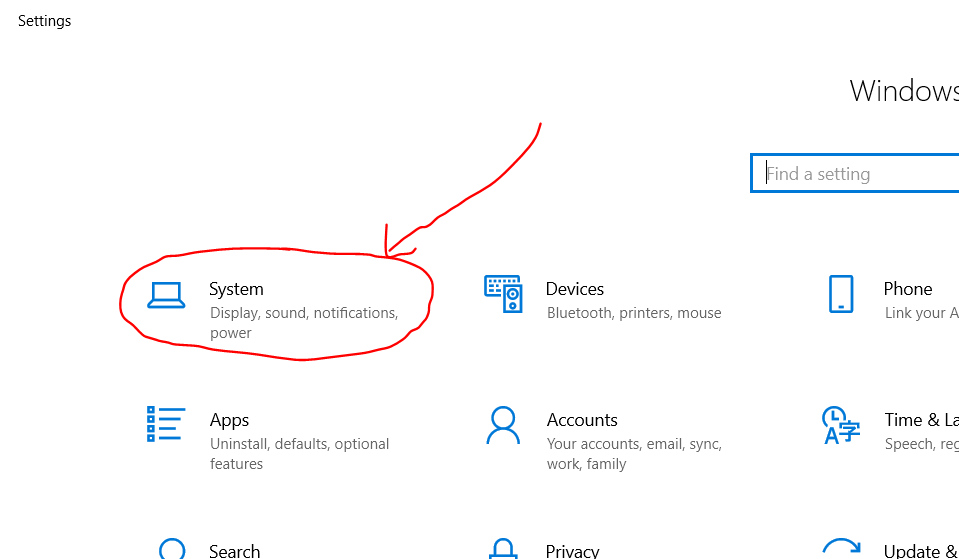 Settings
Windows
Find a setting
System
Display, sound, notifications,
power
Devices
Bluetooth, printers, mouse
Phone
Link your A
Apps
Uninstall, defaults, optional
features
Accounts
Your accounts, email, sync,
work, family
Time & La
Speech, reg
Search
Privacy
Update &